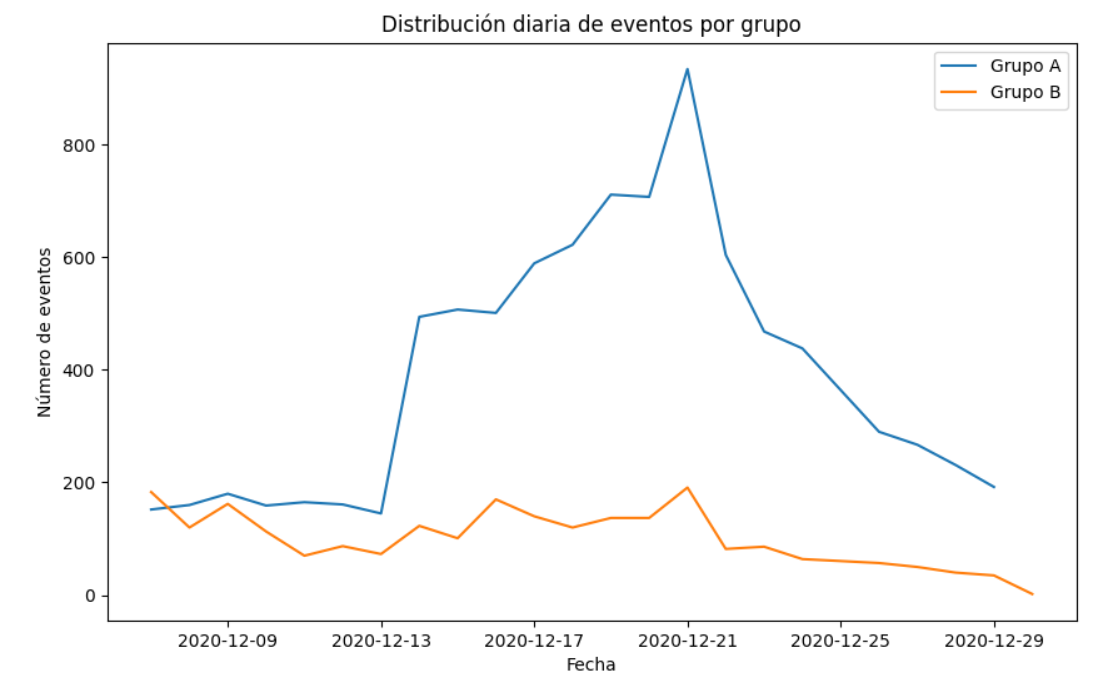 Distribución diaria de eventos por grupo
Grupo A
Grupo B
Número de eventos
800
600
400
200
0
2020-12-09
2020-12-13
2020-12-17
2020-12-21
2020-12-25
2020-12-29
Fecha